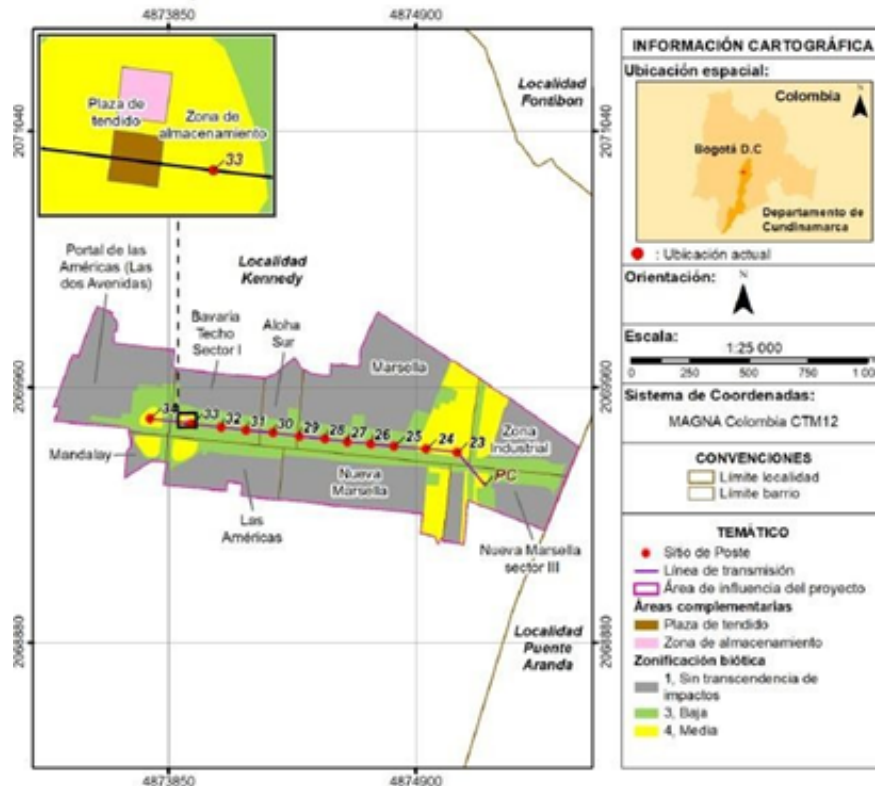 4873850
4874900
2071040
2069960
2068880
Plaza de
tendido
Zona de
almacenamiento
33
Localidad
Fontibon
Localidad
Kennedy
Portal de las
Américas (Las
dos Avenidas)
Bavaria
Techo
Sector I
Aloha
Sur
Marsella
34
33
32
31
30
29
28
27
26
25
24
23
Zona
Industrial
PC
Mandalay
Nueva
Marsella
Las
Américas
Nueva Marsella
sector III
Localidad
Puente
Aranda
2071040
2069960
2068880
4873850
4874900
INFORMACIÓN CARTOGRÁFICA
Ubicación espacial:
Colombia
N
Bogotá D.C
Departamento de
Cundinamarca
: Ubicación actual
Orientación:
N
Escala:
1:25 000
0 250 500 750 1 00
Sistema de Coordenadas:
MAGNA Colombia CTM12
CONVENCIONES
Límite localidad
Límite barrio
TEMÁTICO
Sitio de Poste
Línea de transmisión
Área de influencia del proyecto
Áreas complementarias
Plaza de tendido
Zona de almacenamiento
Zonificación biótica
1, Sin transcendencia de
impactos
3, Baja
4, Media